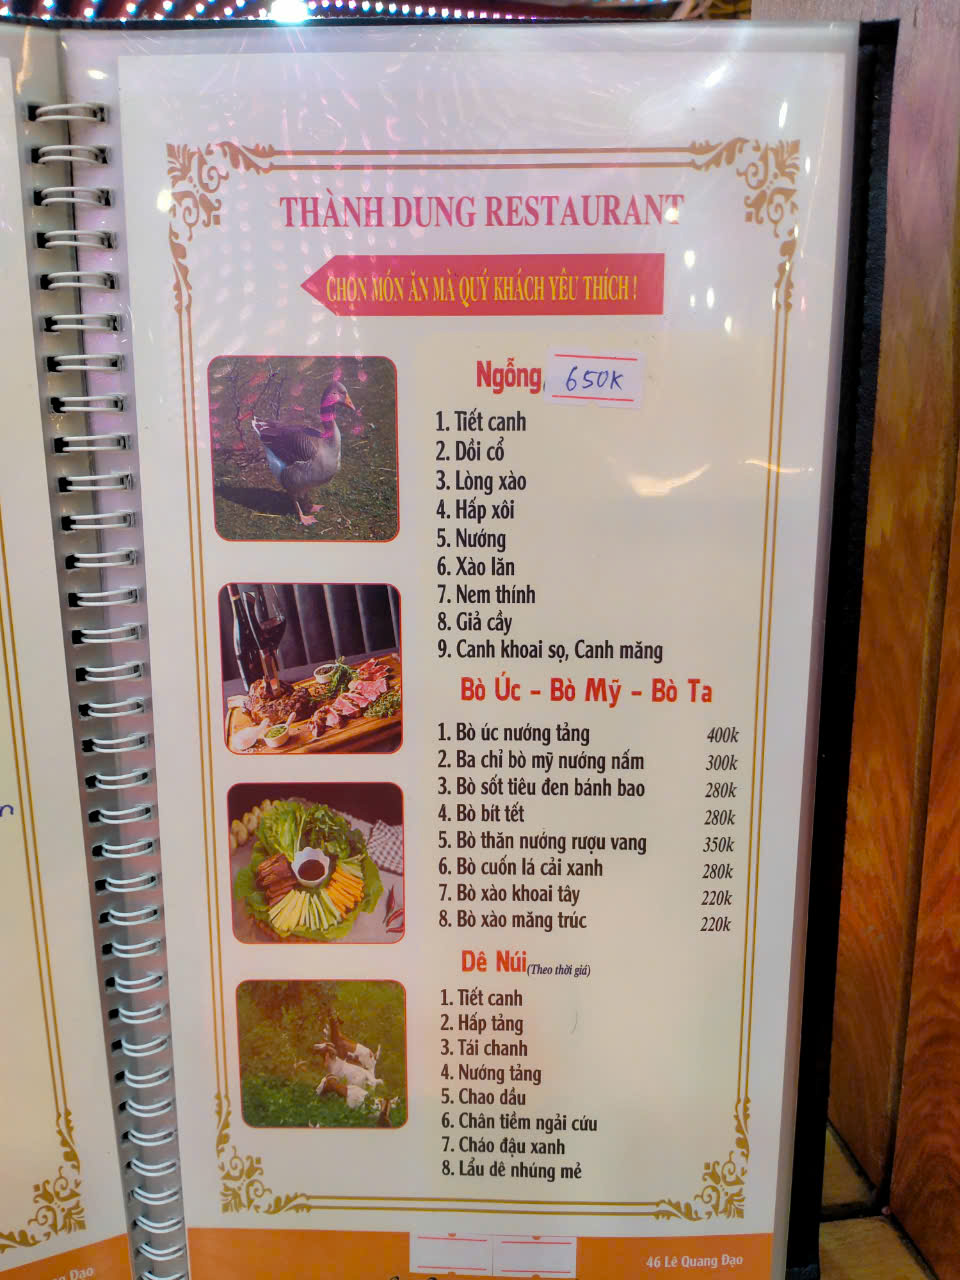 THÀNH DUNG RESTAURANT
CHỌN MÓN ĂN MÀ QUÝ KHÁCH YÊU THÍCH !
Ngỗng 650K
1. Tiết canh
2. Dồi cổ
3. Lòng xào
4. Hấp xôi
5. Nướng
6. Xào lăn
7. Nem thính
8. Giả cầy
9. Canh khoai sọ, Canh măng
Bò Úc - Bò Mỹ - Bò Ta
1. Bò úc nướng tảng 400k
2. Ba chỉ bò mỹ nướng nấm 300k
3. Bò sốt tiêu đen bánh bao 280k
4. Bò bít tết 280k
5. Bò thăn nướng rượu vang 350k
6. Bò cuốn lá cải xanh 280k
7. Bò xào khoai tây 220k
8. Bò xào măng trúc 220k
Dê Núi (Theo thời giá)
1. Tiết canh
2. Hấp tảng
3. Tái chanh
4. Nướng tảng
5. Chao dầu
6. Chân tiềm ngải cứu
7. Cháo đậu xanh
8. Lẩu dê nhúng mẻ
46 Lê Quang Đạo
Đạo